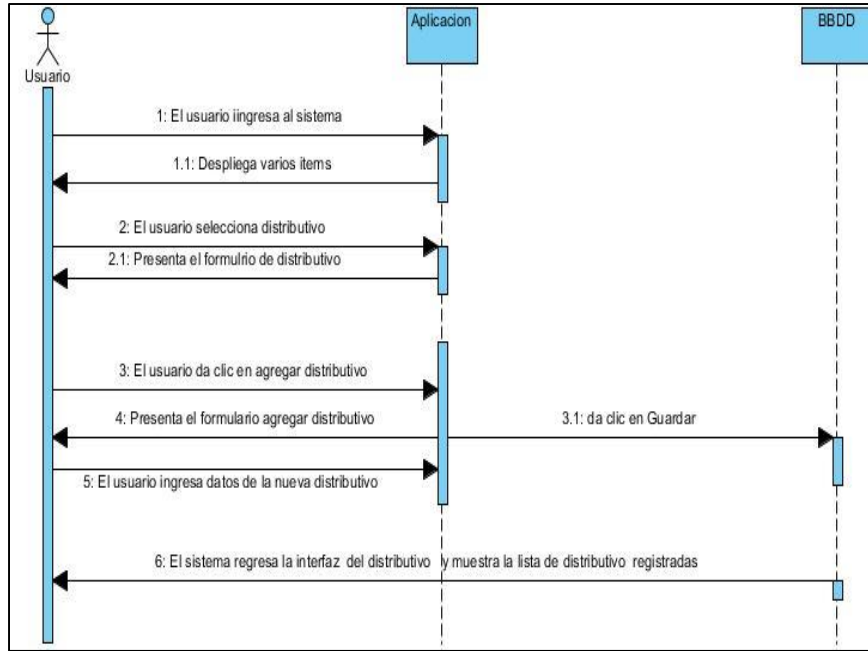 Aplicacion
BBDD
Usuario
1: El usuario iingresa al sistema
1.1: Despliega varios items
2: El usuario selecciona distributivo
2.1: Presenta el formulrio de distributivo
3: El usuario da clic en agregar distributivo
4: Presenta el formulario agregar distributivo
3.1: da clic en Guardar
5: El usuario ingresa datos de la nueva distributivo
6: El sistema regresa la interfaz del distributivo y muestra la lista de distributivo registradas